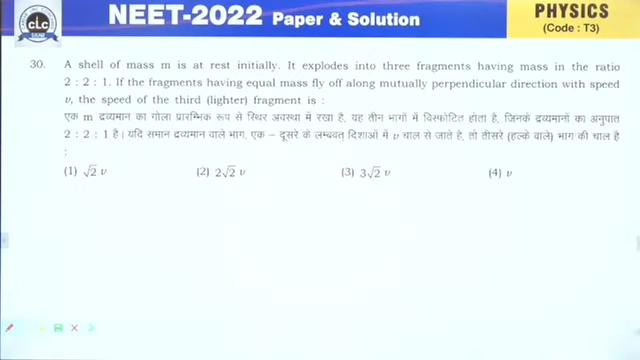 CLC
NEET-2022 Paper & Solution
PHYSICS
(Code : T3)
30. A shell of mass m is at rest initially. It explodes into three fragments having mass in the ratio
2 : 2 : 1. If the fragments having equal mass fly off along mutually perpendicular direction with speed
v, the speed of the third (lighter) fragment is :
एक m द्रव्यमान का गोला प्रारम्भिक रूप से स्थिर अवस्था में रखा है, यह तीन भागों में विस्फोटित होता है, जिनके द्रव्यमानों का अनुपात
2 : 2 : 1 है। यदि समान द्रव्यमान वाले भाग, एक - दूसरे के लम्बवत् दिशाओं में v चाल से जाते है, तो तीसरे (हल्के वाले) भाग की चाल है
:
(1) √2 v (2) 2√2 v (3) 3√2 v (4) v